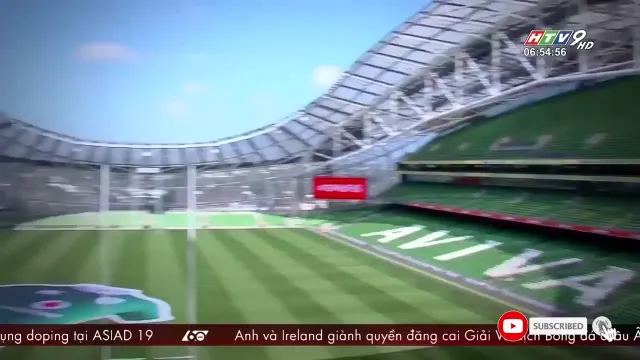 HTV9 HD
06:54:56
AVIVA
SUBSCRIBED
ụng doping tại ASIAD 19 60 Anh và Ireland giành quyền đăng cai Giải V